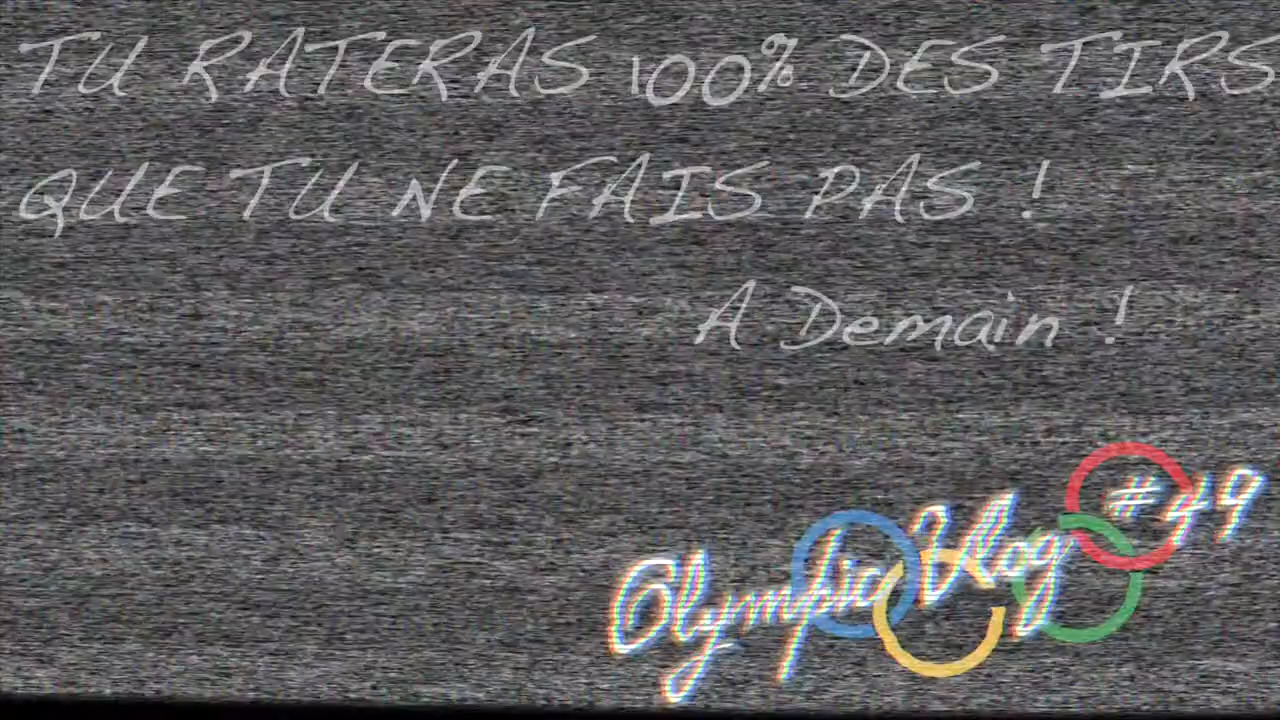 TU RATERAS 100% DES TIRS
QUE TU NE FAIS PAS !
A Demain !
Olympic Vlog #49